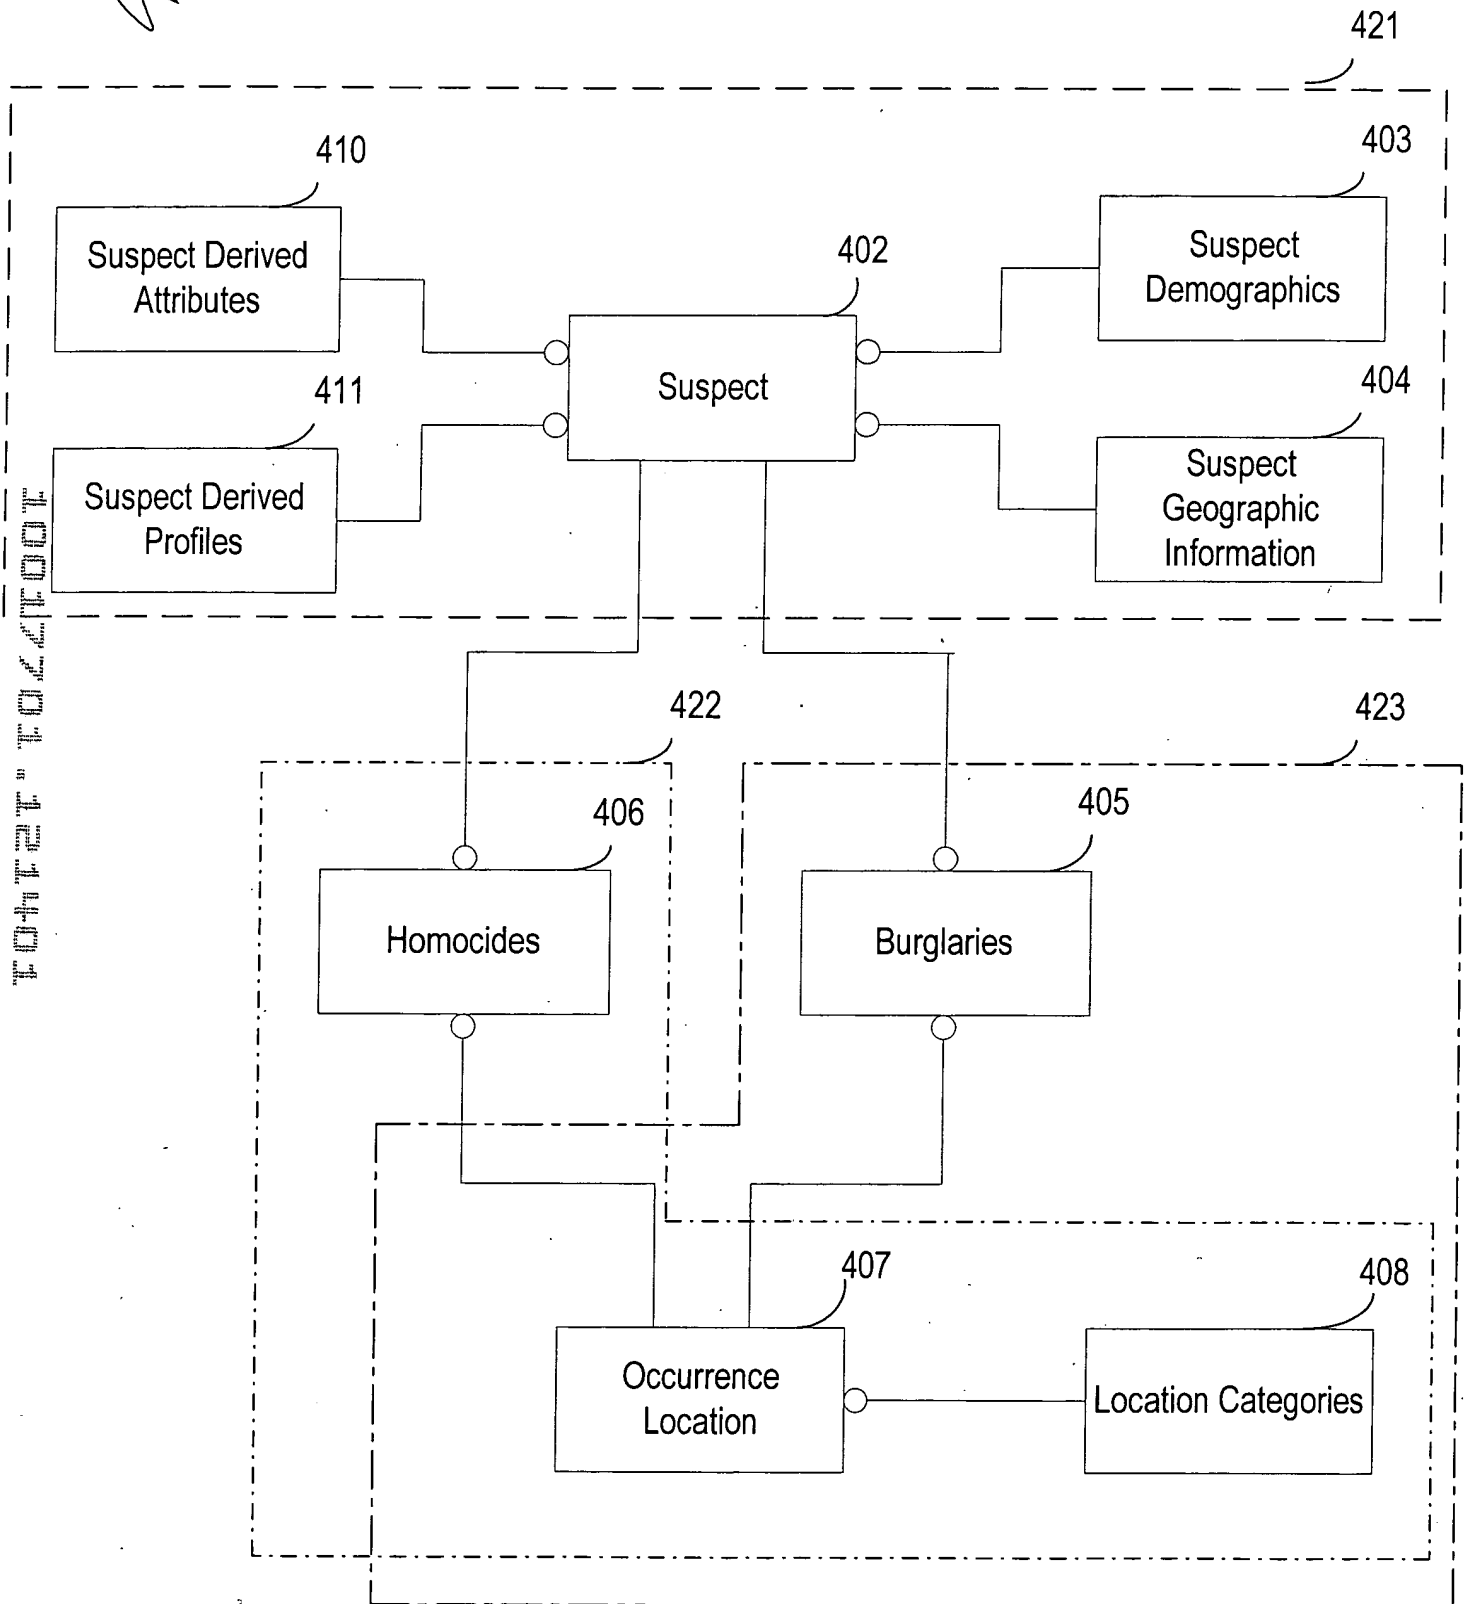 421
410
403
Suspect Derived
Attributes
402
Suspect
Demographics
Suspect
411
404
Suspect Derived
Profiles
Suspect
Geographic
Information
422
423
406
405
Homocides
Burglaries
407
408
Occurrence
Location
Location Categories